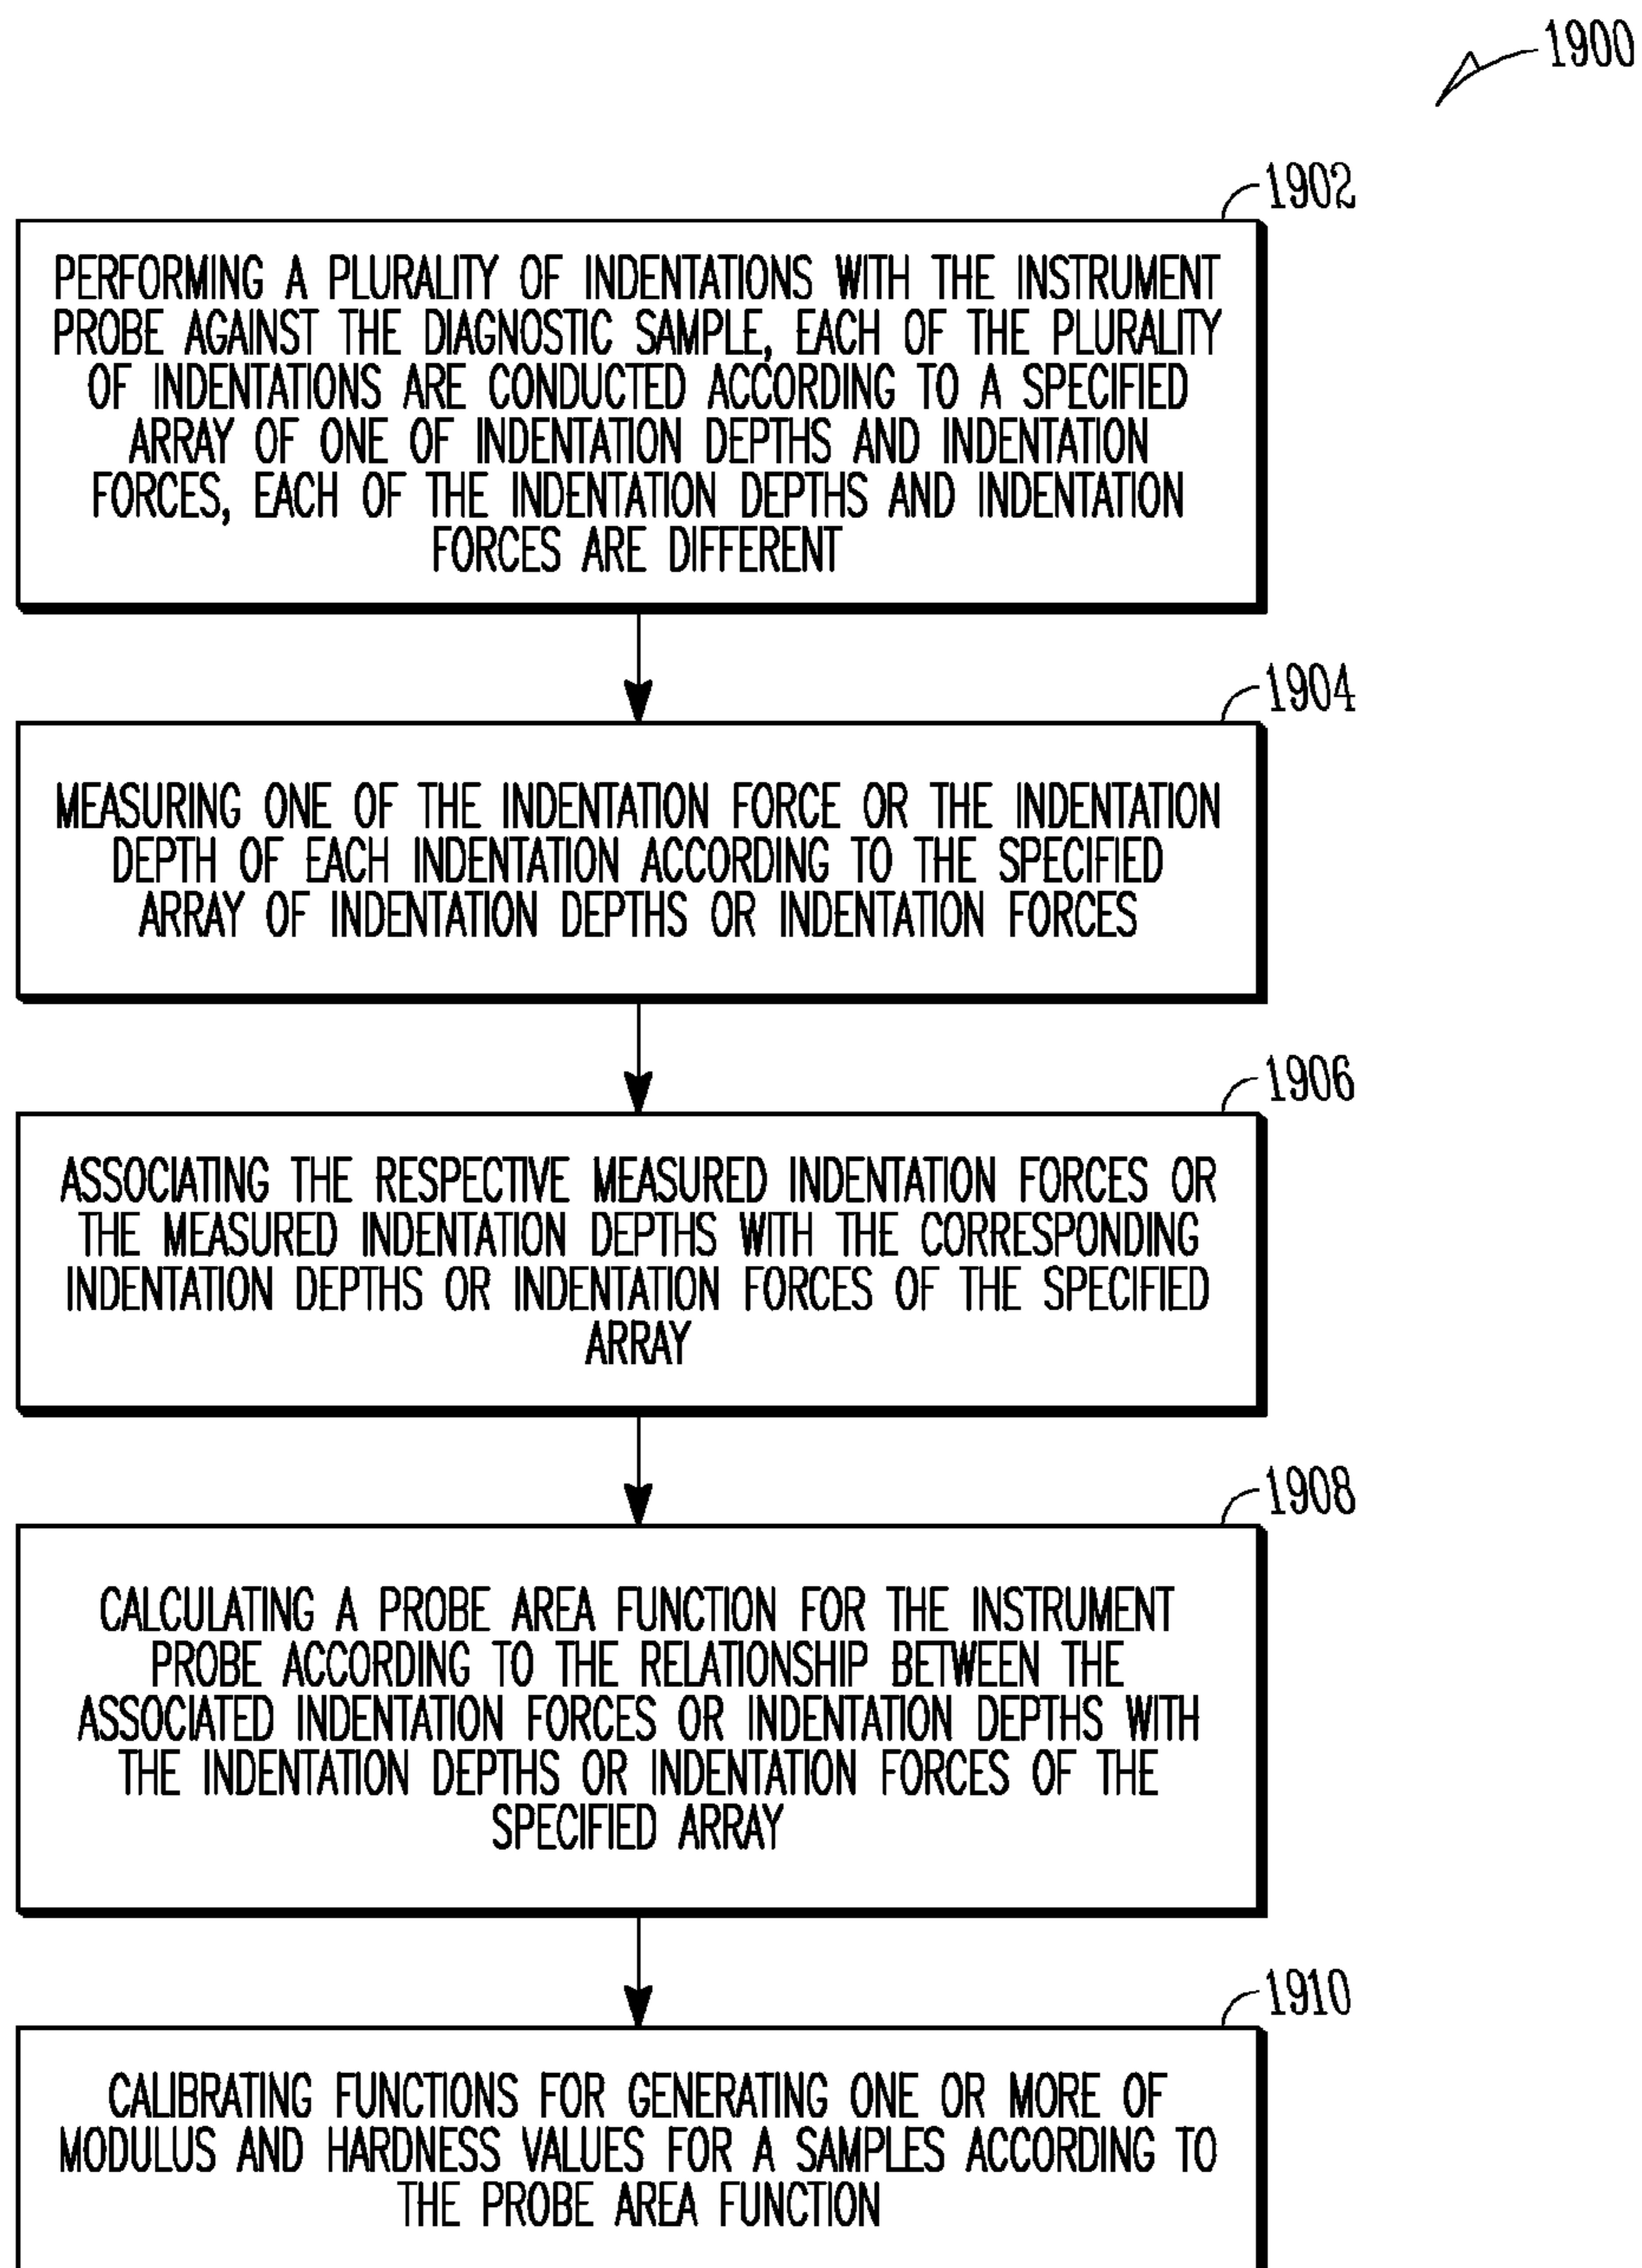 1900
1902
PERFORMING A PLURALITY OF INDENTATIONS WITH THE INSTRUMENT
PROBE AGAINST THE DIAGNOSTIC SAMPLE, EACH OF THE PLURALITY
OF INDENTATIONS ARE CONDUCTED ACCORDING TO A SPECIFIED
ARRAY OF ONE OF INDENTATION DEPTHS AND INDENTATION
FORCES, EACH OF THE INDENTATION DEPTHS AND INDENTATION
FORCES ARE DIFFERENT
1904
MEASURING ONE OF THE INDENTATION FORCE OR THE INDENTATION
DEPTH OF EACH INDENTATION ACCORDING TO THE SPECIFIED
ARRAY OF INDENTATION DEPTHS OR INDENTATION FORCES
1906
ASSOCIATING THE RESPECTIVE MEASURED INDENTATION FORCES OR
THE MEASURED INDENTATION DEPTHS WITH THE CORRESPONDING
INDENTATION DEPTHS OR INDENTATION FORCES OF THE SPECIFIED
ARRAY
1908
CALCULATING A PROBE AREA FUNCTION FOR THE INSTRUMENT
PROBE ACCORDING TO THE RELATIONSHIP BETWEEN THE
ASSOCIATED INDENTATION FORCES OR INDENTATION DEPTHS WITH
THE INDENTATION DEPTHS OR INDENTATION FORCES OF THE
SPECIFIED ARRAY
1910
CALIBRATING FUNCTIONS FOR GENERATING ONE OR MORE OF
MODULUS AND HARDNESS VALUES FOR A SAMPLES ACCORDING TO
THE PROBE AREA FUNCTION